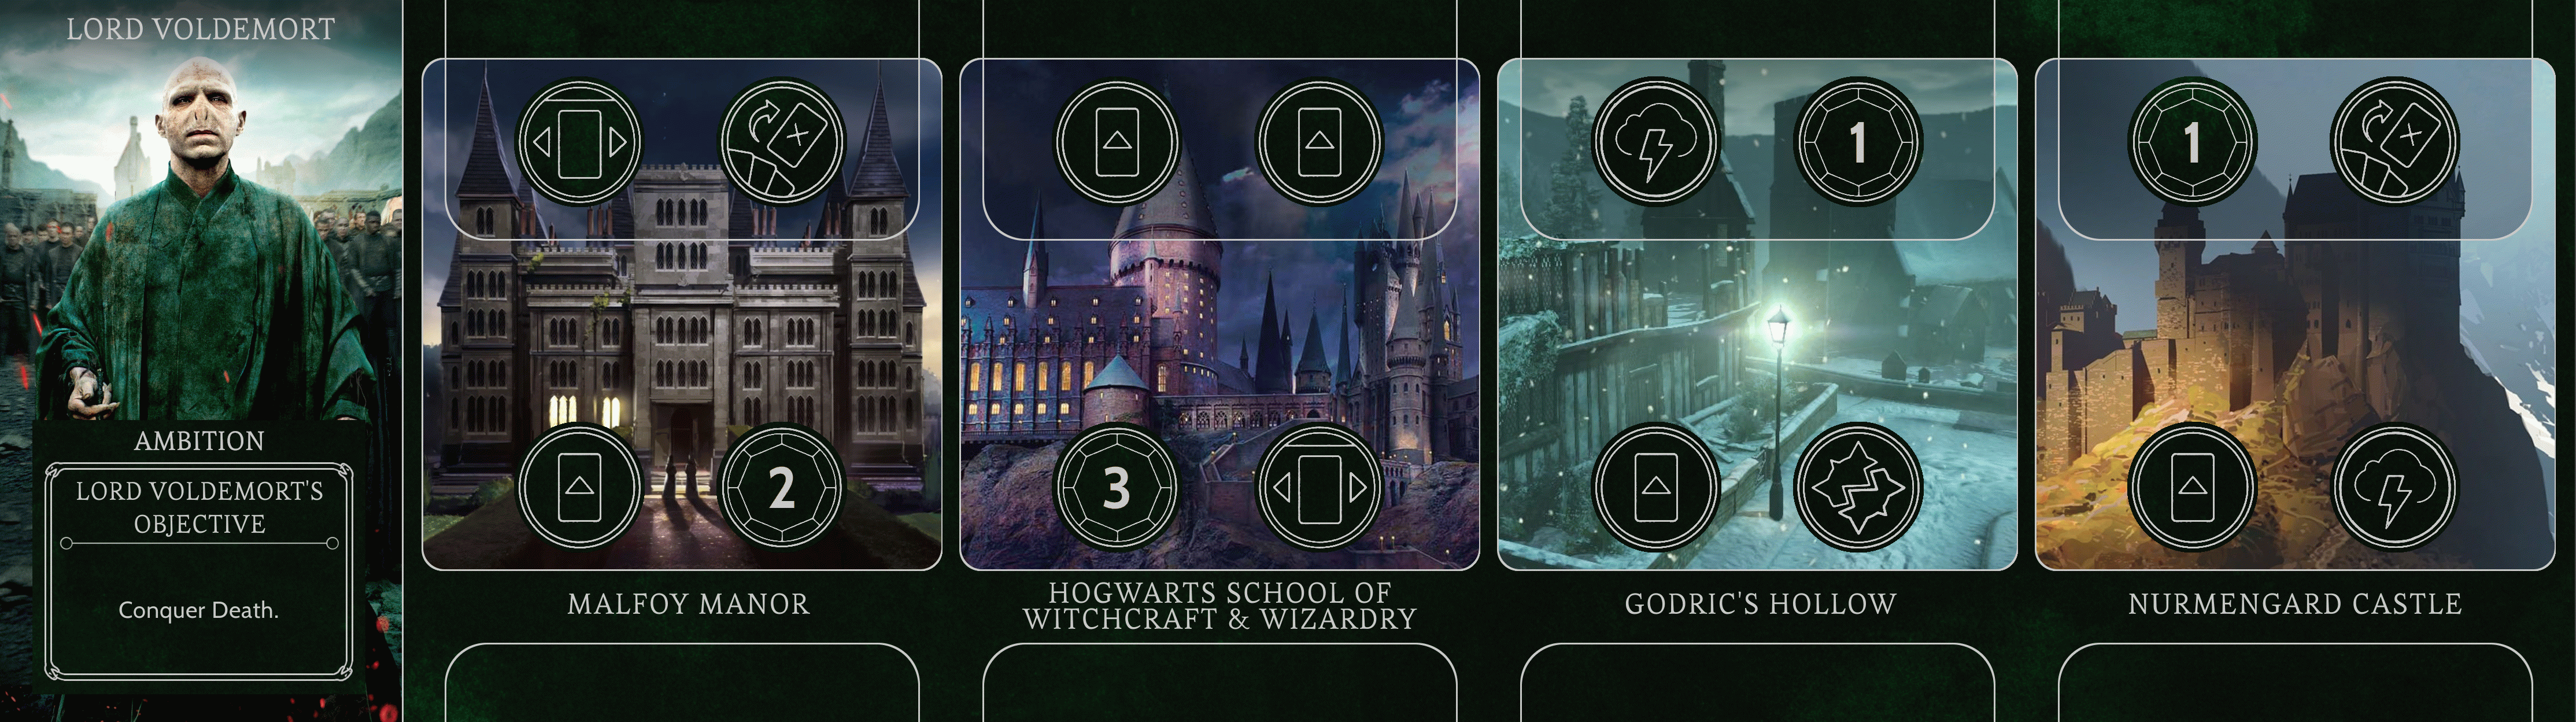 LORD VOLDEMORT
AMBITION
LORD VOLDEMORT'S
OBJECTIVE
Conquer Death.
2
MALFOY MANOR
3
HOGWARTS SCHOOL OF
WITCHCRAFT & WIZARDRY
1
GODRIC'S HOLLOW
1
NURMENGARD CASTLE